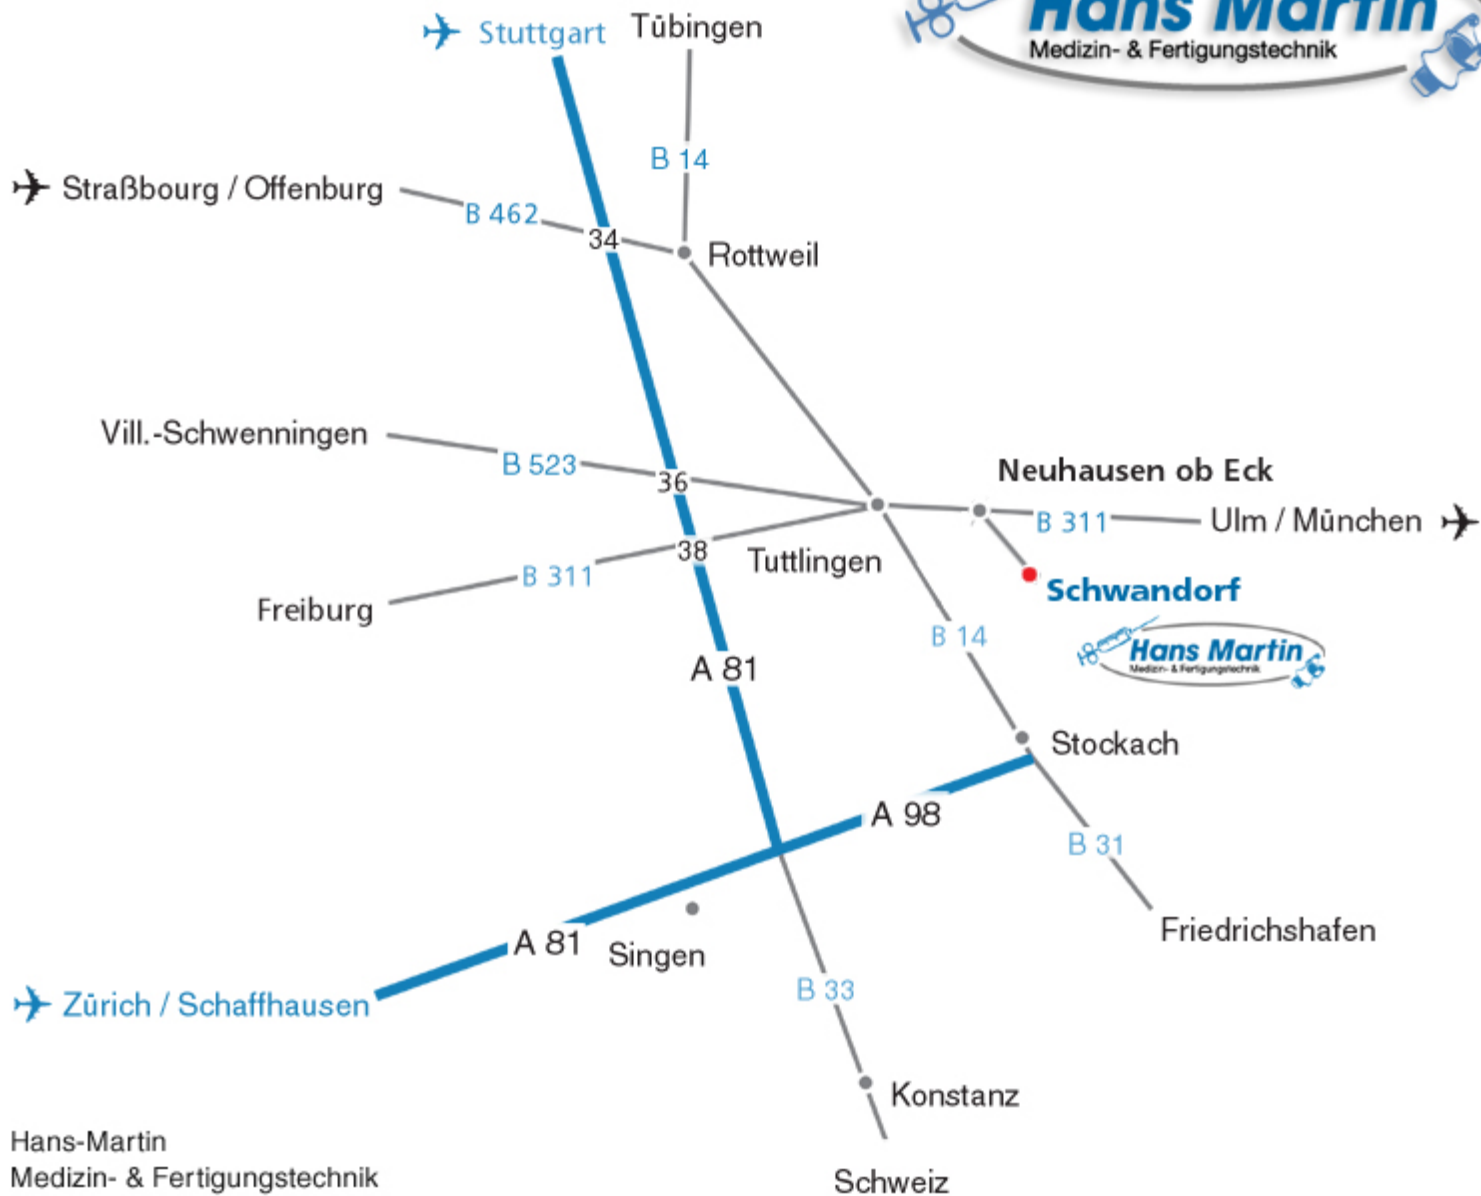 Hans Martin
Medizin- & Fertigungstechnik
Stuttgart
Tübingen
B 14
Straßbourg / Offenburg
B 462
34
Rottweil
Vill.-Schwenningen
B 523
36
Neuhausen ob Eck
B 311
Ulm / München
38
Tuttlingen
B 311
Freiburg
Schwandorf
Hans Martin
Medizin- & Fertigungstechnik
B 14
A 81
Stockach
A 98
B 31
Friedrichshafen
A 81
Singen
B 33
Zürich / Schaffhausen
Konstanz
Schweiz
Hans-Martin
Medizin- & Fertigungstechnik